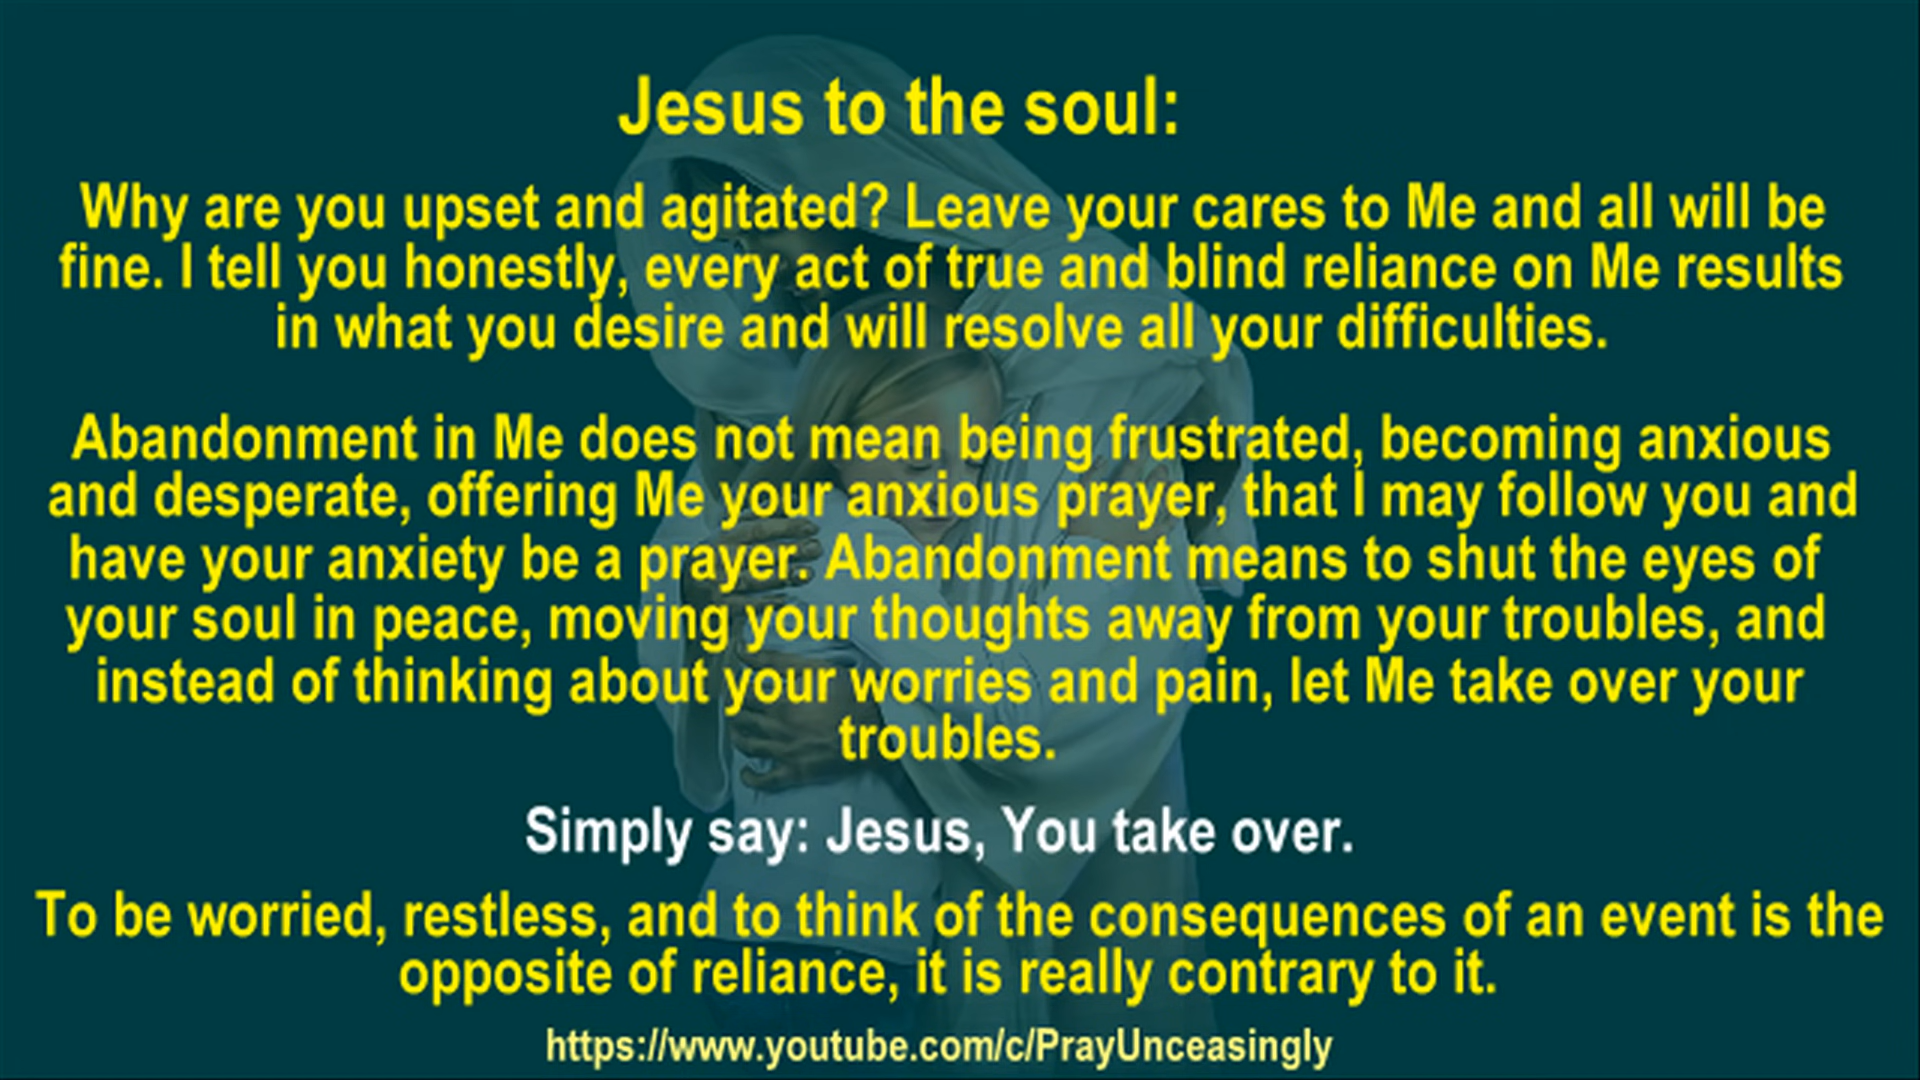 Jesus to the soul:
Why are you upset and agitated? Leave your cares to Me and all will be
fine. I tell you honestly, every act of true and blind reliance on Me results
in what you desire and will resolve all your difficulties.
Abandonment in Me does not mean being frustrated, becoming anxious
and desperate, offering Me your anxious prayer, that I may follow you and
have your anxiety be a prayer. Abandonment means to shut the eyes of
your soul in peace, moving your thoughts away from your troubles, and
instead of thinking about your worries and pain, let Me take over your
troubles.
Simply say: Jesus, You take over.
To be worried, restless, and to think of the consequences of an event is the
opposite of reliance, it is really contrary to it.
https://www.youtube.com/c/PrayUnceasingly